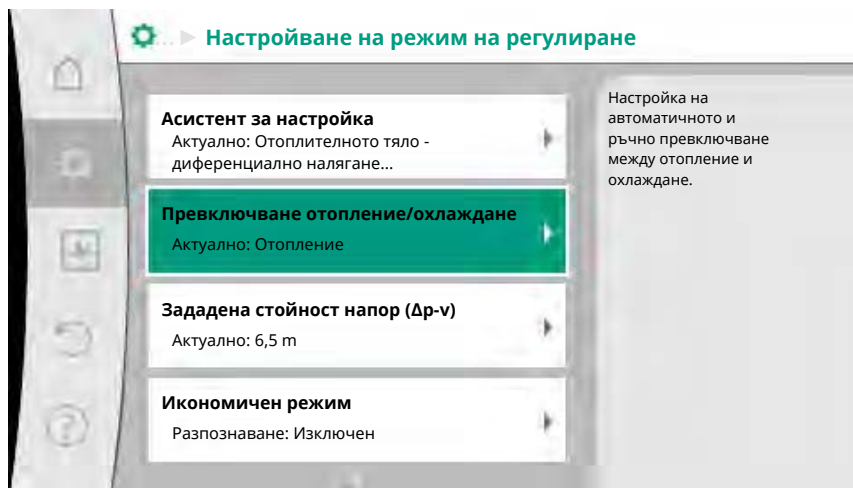 ... Настройване на режим на регулиране
Асистент за настройка
Актуално: Отоплителното тяло -
диференциално налягане...
Превключване отопление/охлаждане
Актуално: Отопление
Зададена стойност напор (Δp-v)
Актуално: 6,5 m
Икономичен режим
Разпознаване: Изключен
Настройка на
автоматичното и
ръчно превключване
между отопление и
охлаждане.